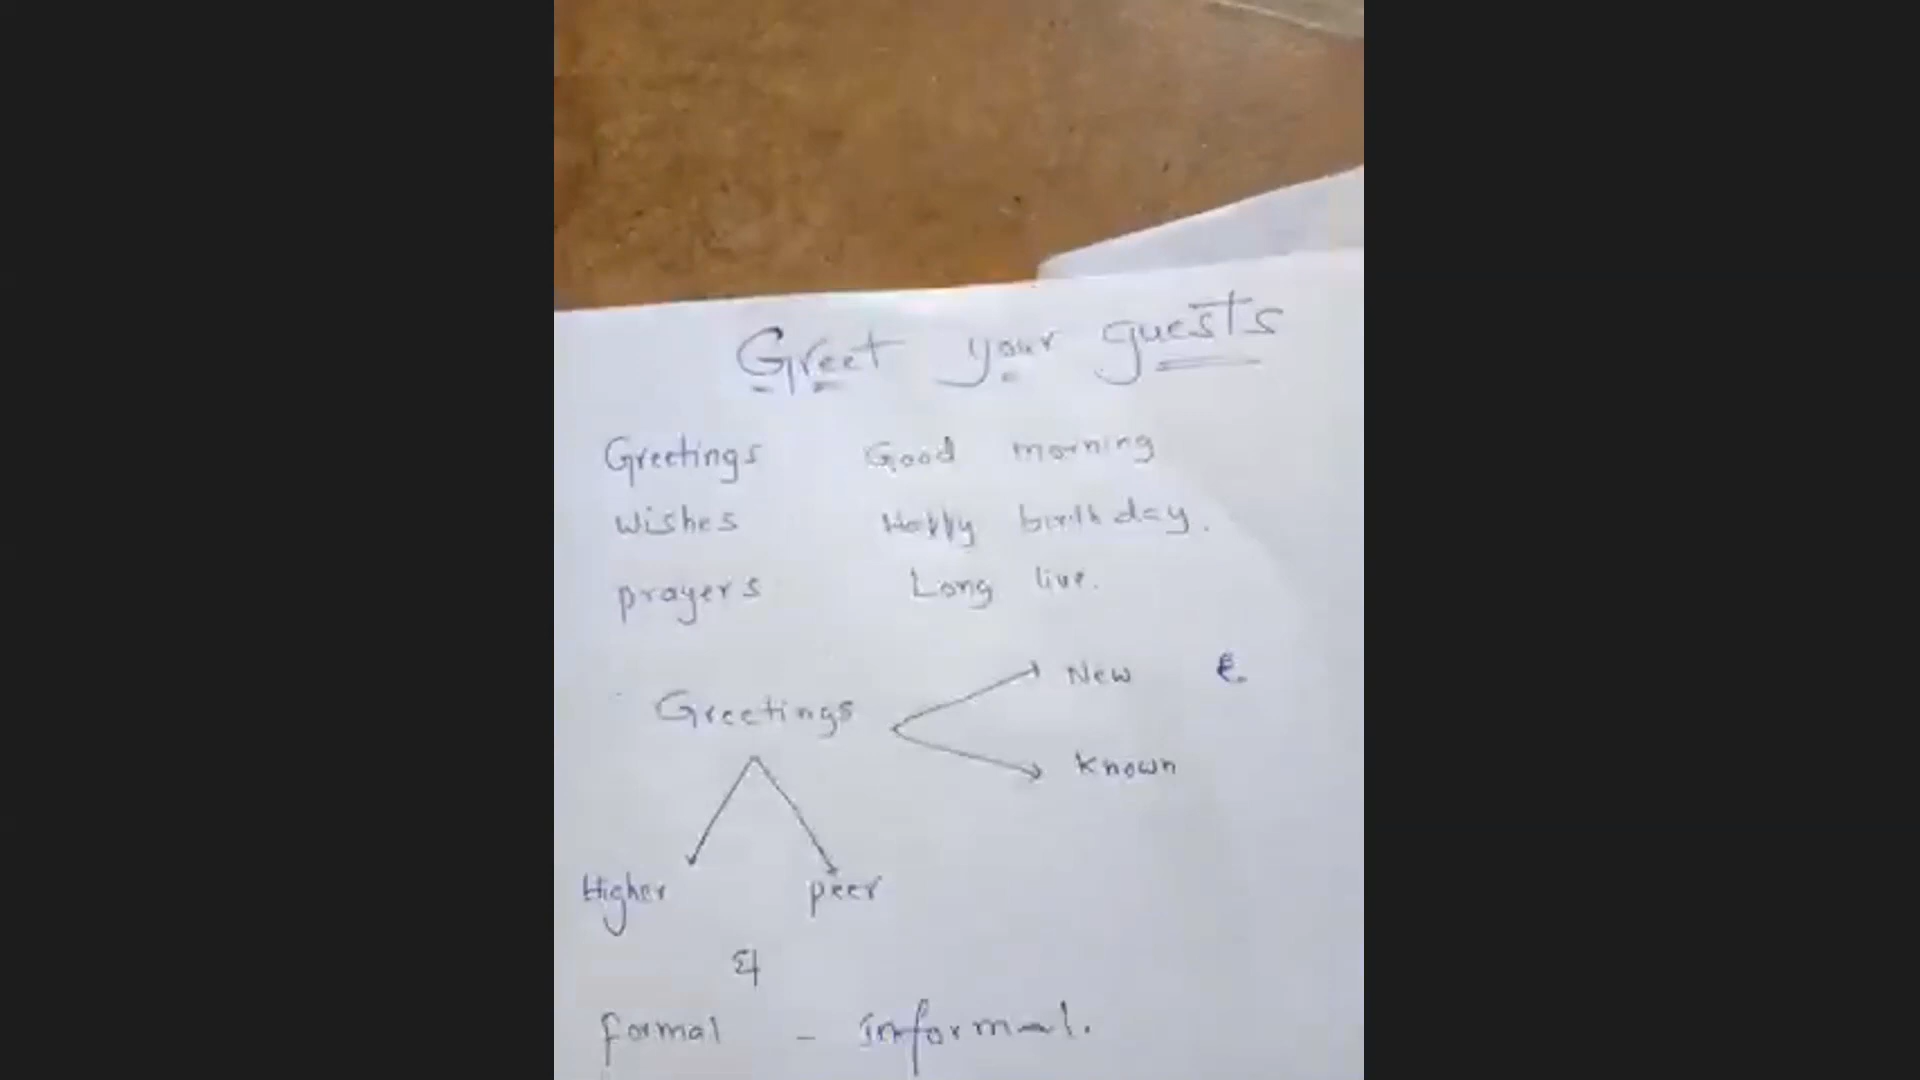 Greet your guests
Greetings Good morning
Wishes Happy birthday.
prayers Long live.
Greetings
New
Known
Higher peer
&
formal - informal.